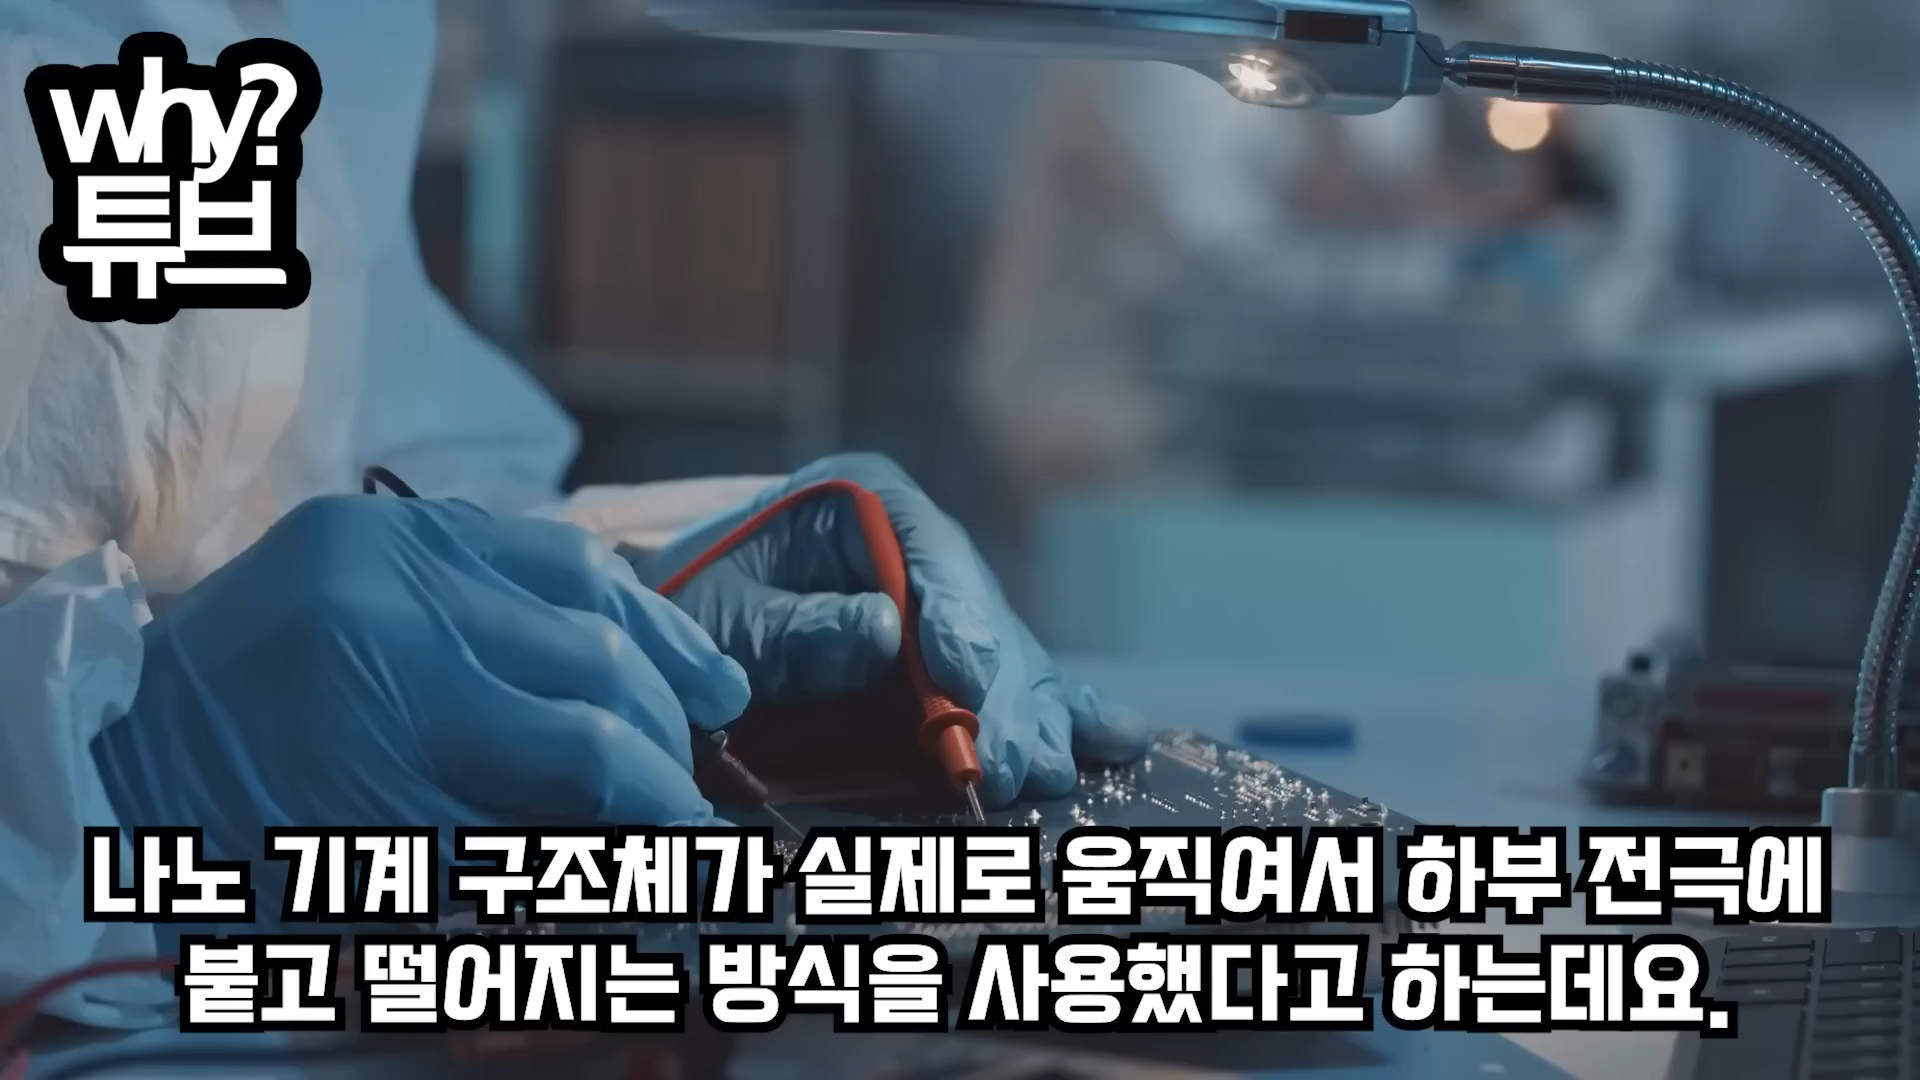 why?
튜브
나노 기계 구조체가 실제로 움직여서 하부 전극에
붙고 떨어지는 방식을 사용했다고 하는데요.